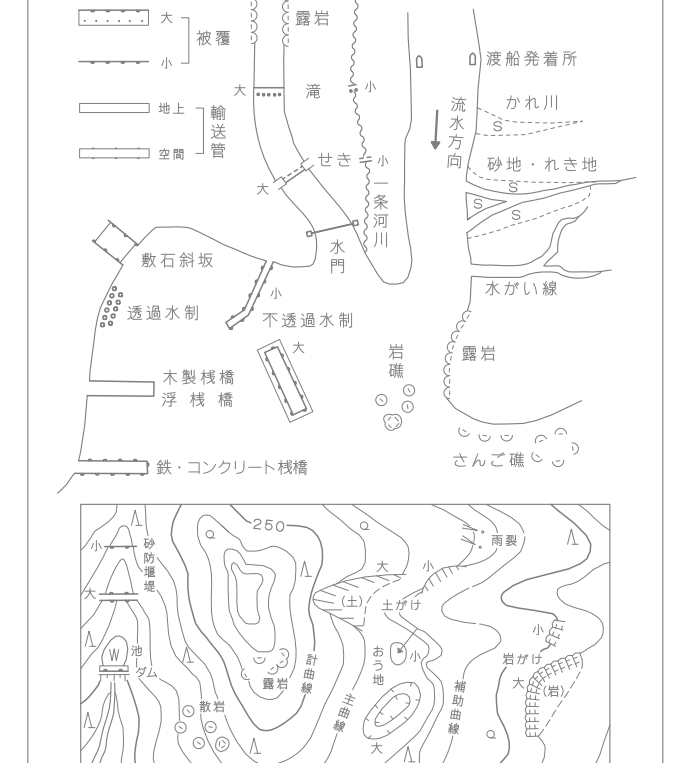 大
被覆
小
地上
輸送管
空間
露岩
大
滝
小
せき
小
大
一条河川
水門
渡船発着所
流水方向
かれ川
S
砂地・れき地
S
S
S
水がい線
敷石斜坂
透過水制
小
不透過水制
大
木製桟橋
浮桟橋
鉄・コンクリート桟橋
岩礁
露岩
さんご礁
250
小
砂防堰堤
大
池
W
ダム
露岩
散岩
計曲線
主曲線
大
(土)
土がけ
小
雨裂
おう地
小
大
補助曲線
小
岩がけ
大
(岩)